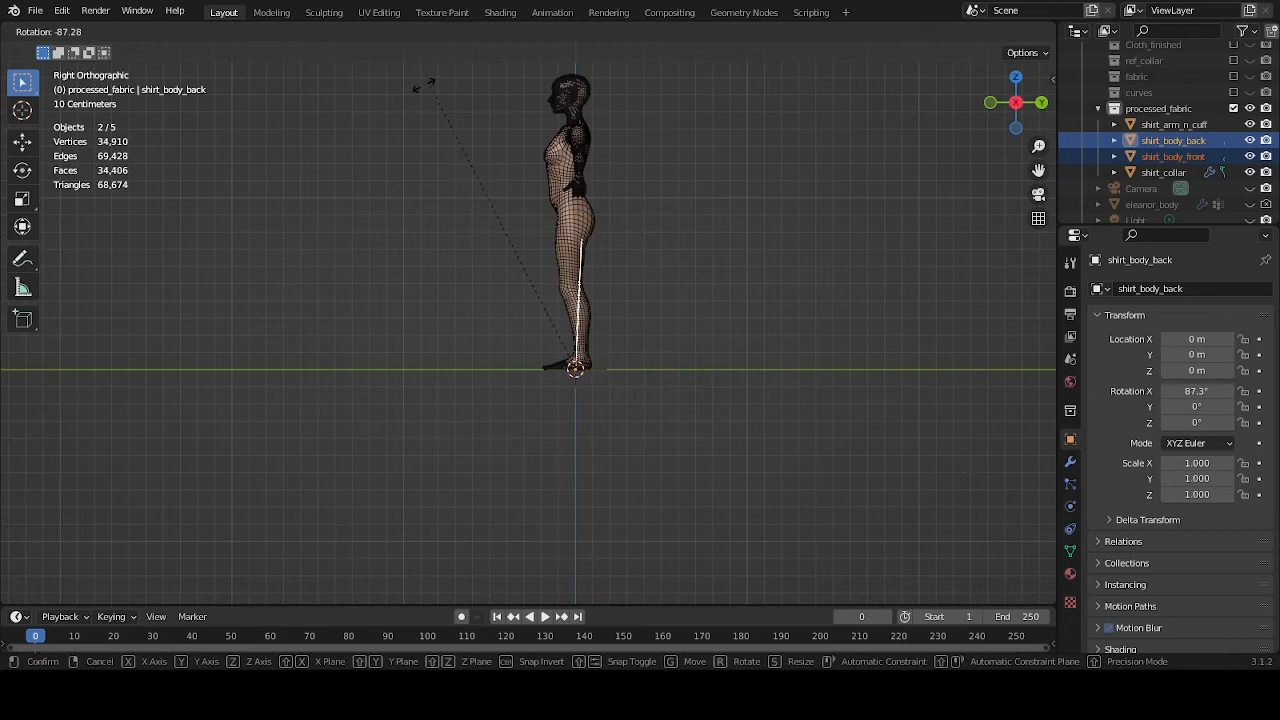 File Edit Render Window Help Layout Modeling Sculpting UV Editing Texture Paint Shading Animation Rendering Compositing Geometry Nodes Scripting + Scene ViewLayer
Rotation: -87.28
Options
Right Orthographic
(0) processed_fabric | shirt_body_back
10 Centimeters
Objects 2 / 5
Vertices 34,910
Edges 69,428
Faces 34,406
Triangles 68,674
Z
X
Y
Cloth_finished
ref_collar
fabric
curves
processed_fabric
shirt_arm_n_cuff
shirt_body_back
shirt_body_front
shirt_collar
Camera
eleanor_body
Light
shirt_body_back
shirt_body_back
Transform
Location X 0 m
Y 0 m
Z 0 m
Rotation X 87.3°
Y 0°
Z 0°
Mode XYZ Euler
Scale X 1.000
Y 1.000
Z 1.000
Delta Transform
Relations
Collections
Instancing
Motion Paths
Motion Blur
Shading
Playback Keying View Marker 0 Start 1 End 250
0 10 20 30 40 50 60 70 80 90 100 110 120 130 140 150 160 170 180 190 200 210 220 230 240 250
Confirm Cancel X X Axis Y Y Axis Z Z Axis X X Plane Y Y Plane Z Z Plane Snap Invert Snap Toggle G Move R Rotate S Resize Automatic Constraint Automatic Constraint Plane Precision Mode 3.1.2